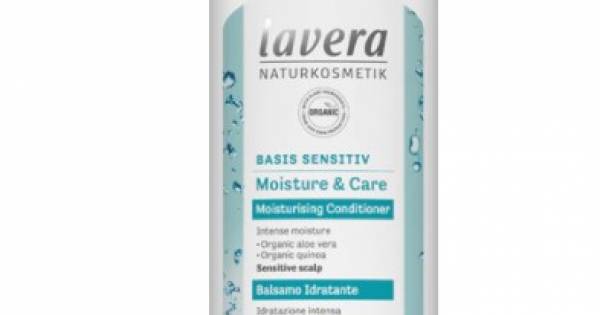 lavera
NATURKOSMETIK
ORGANIC
BASIS SENSITIV
Moisture & Care
Moisturising Conditioner
Intense moisture
• Organic aloe vera
• Organic quinoa
Sensitive scalp
Balsamo Idratante
Idratazione intensa